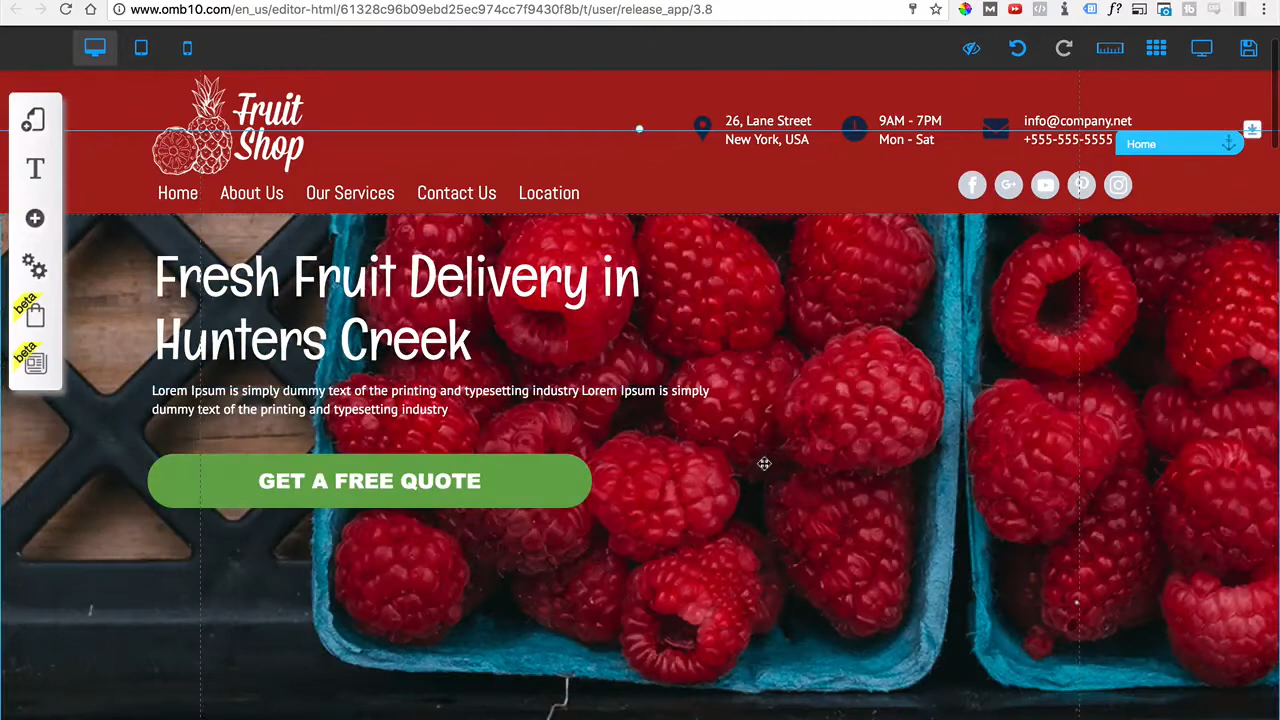 www.omb10.com/en_us/editor-html/61328c96b09ebd25ec974cc7f9430f8b/t/user/release_app/3.8
Fruit
Shop
26, Lane Street
New York, USA
9AM - 7PM
Mon - Sat
info@company.net
+555-555-5555
Home
Home About Us Our Services Contact Us Location
beta
beta
Fresh Fruit Delivery in
Hunters Creek
Lorem Ipsum is simply dummy text of the printing and typesetting industry Lorem Ipsum is simply
dummy text of the printing and typesetting industry
GET A FREE QUOTE